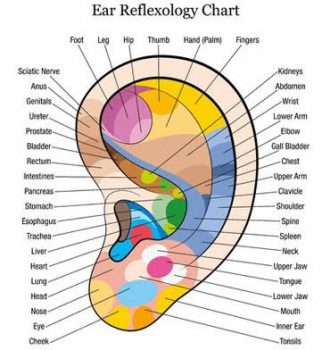 Ear Reflexology Chart
Foot Leg Hip Thumb Hand (Palm) Fingers
Sciatic Nerve
Anus
Genitals
Ureter
Prostate
Bladder
Rectum
Intestines
Pancreas
Stomach
Esophagus
Trachea
Liver
Heart
Lung
Head
Nose
Eye
Cheek
Kidneys
Abdomen
Wrist
Lower Arm
Elbow
Gall Bladder
Chest
Upper Arm
Clavicle
Shoulder
Spine
Spleen
Neck
Upper Jaw
Tongue
Lower Jaw
Mouth
Inner Ear
Tonsils